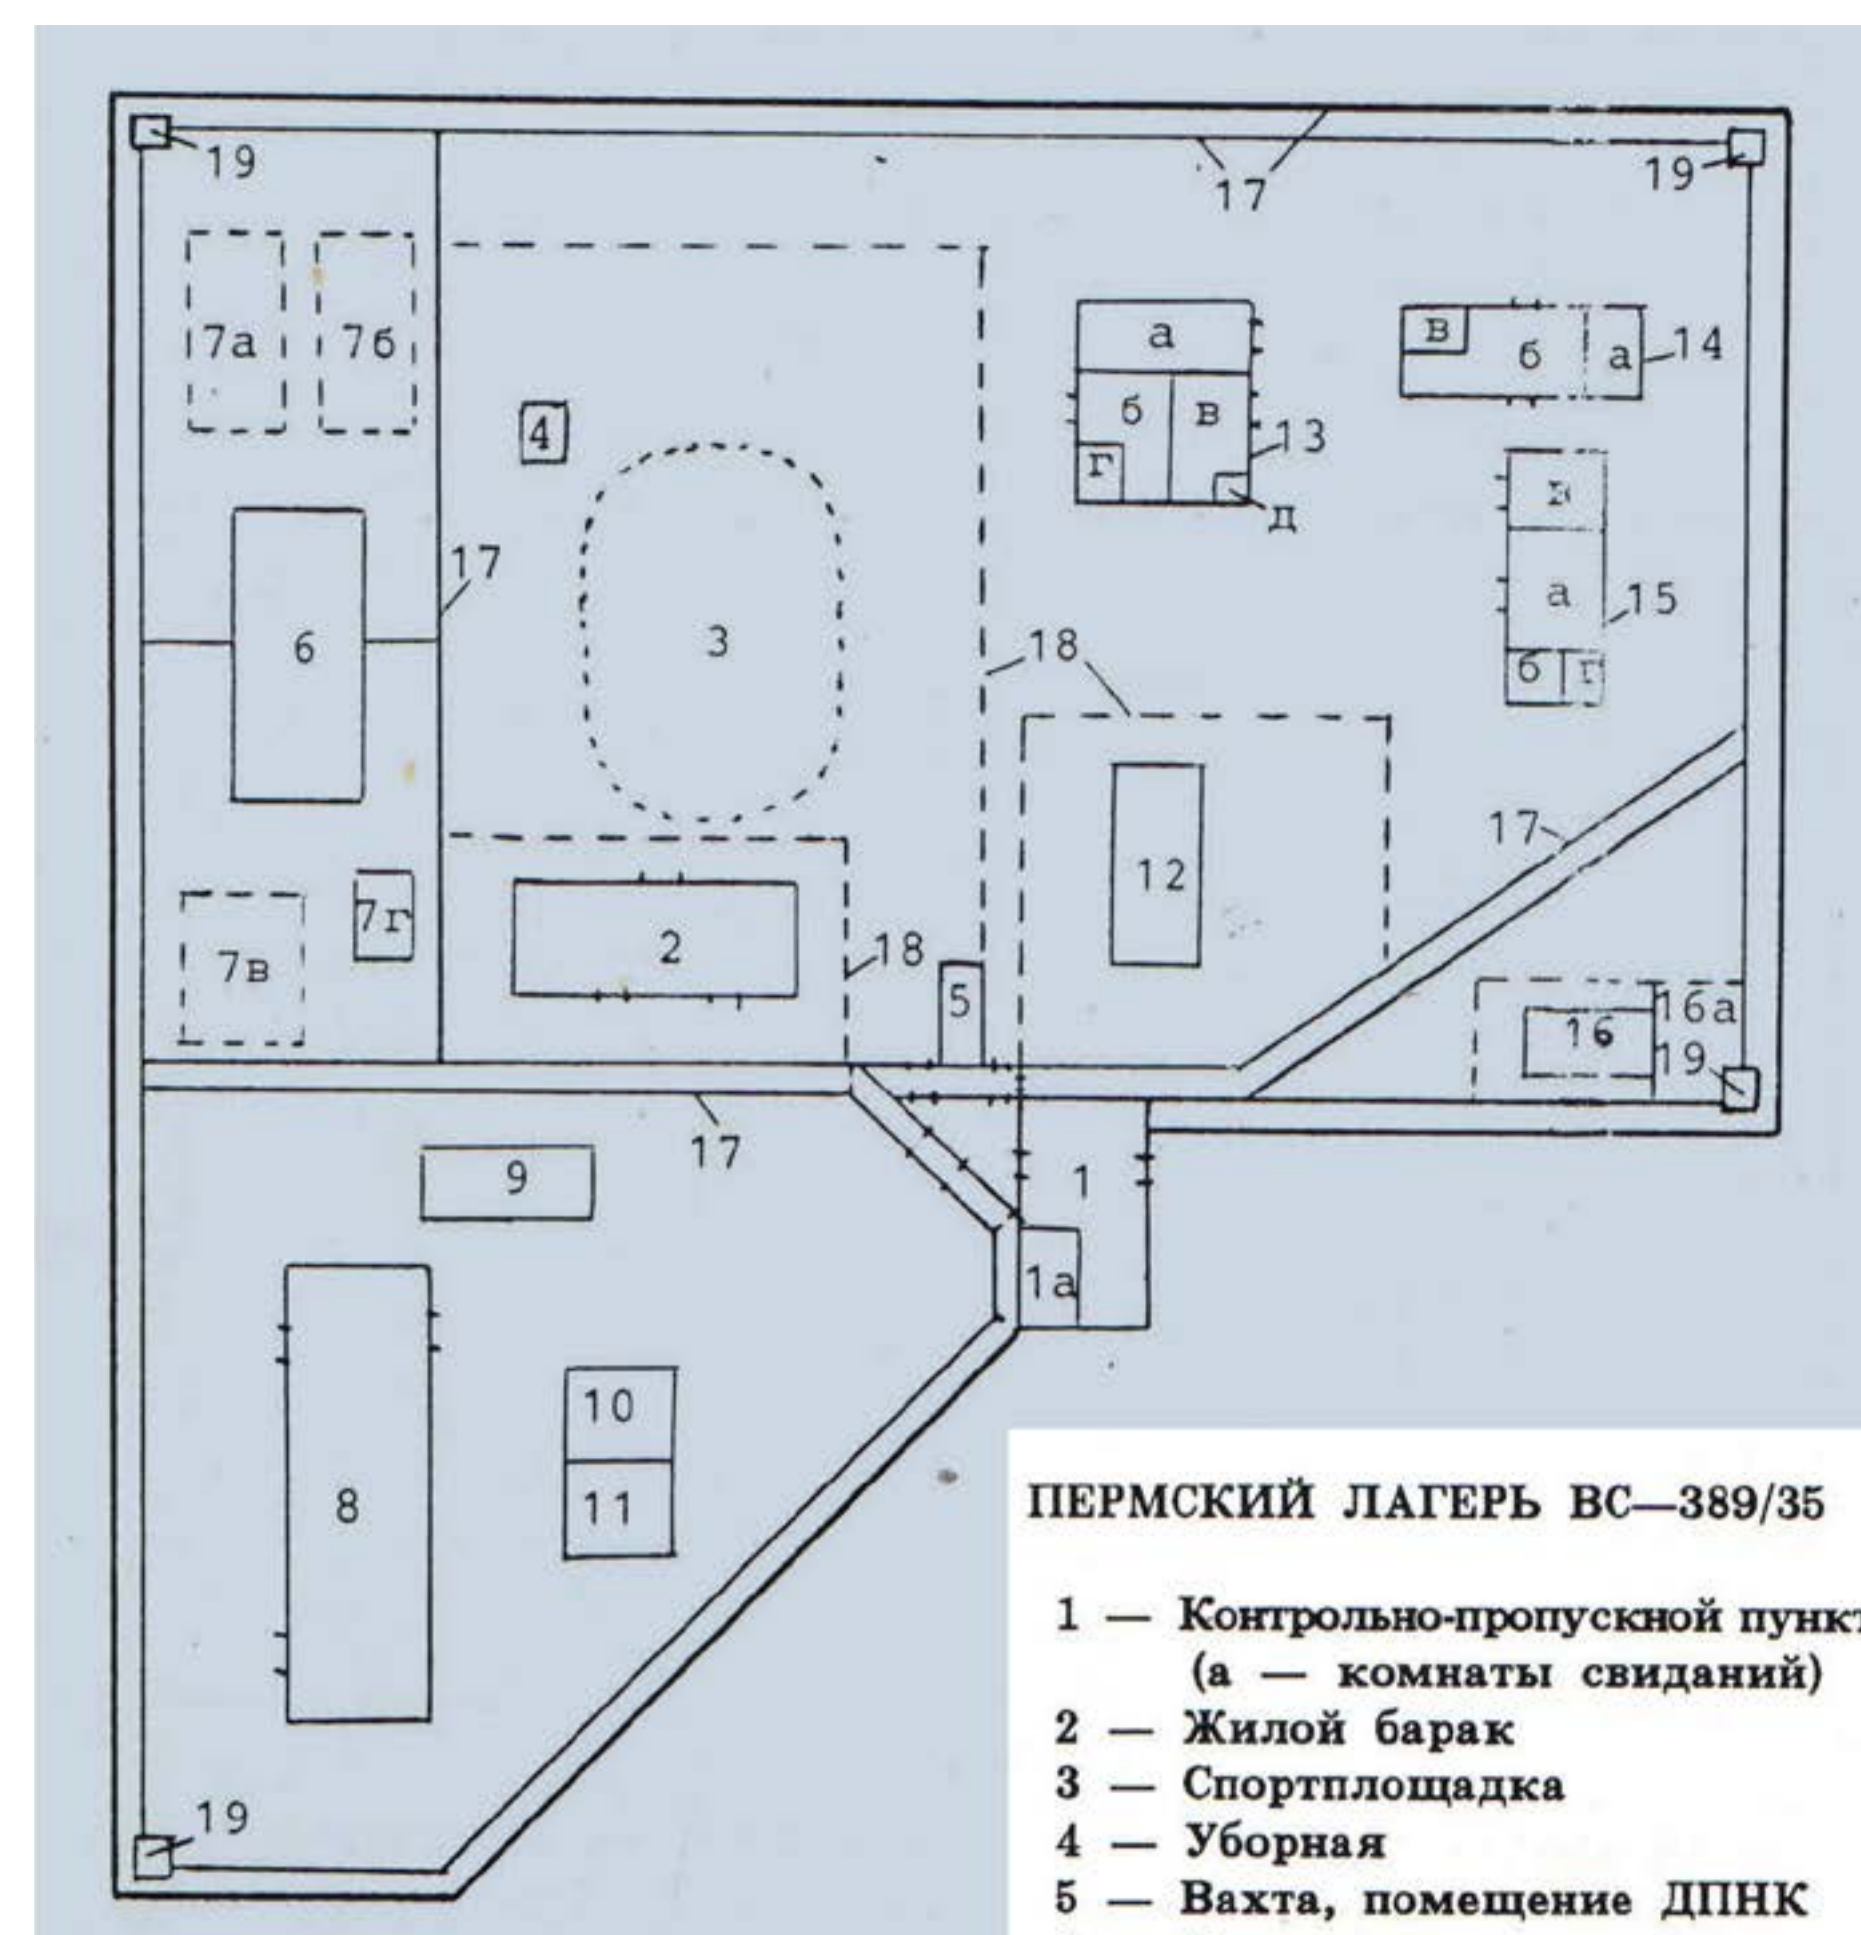 19
17
19
7а
7б
а
в
б
а
14
4
б
в
13
г
д
17
6
3
18
а
15
б
г
17
12
7г
7в
2
18
5
16а
16
19
17
9
1
1а
10
8
11
19
ПЕРМСКИЙ ЛАГЕРЬ ВС—389/35
1 — Контрольно-пропускной пункт
(а — комнаты свиданий)
2 — Жилой барак
3 — Спортплощадка
4 — Уборная
5 — Вахта, помещение ДПНК